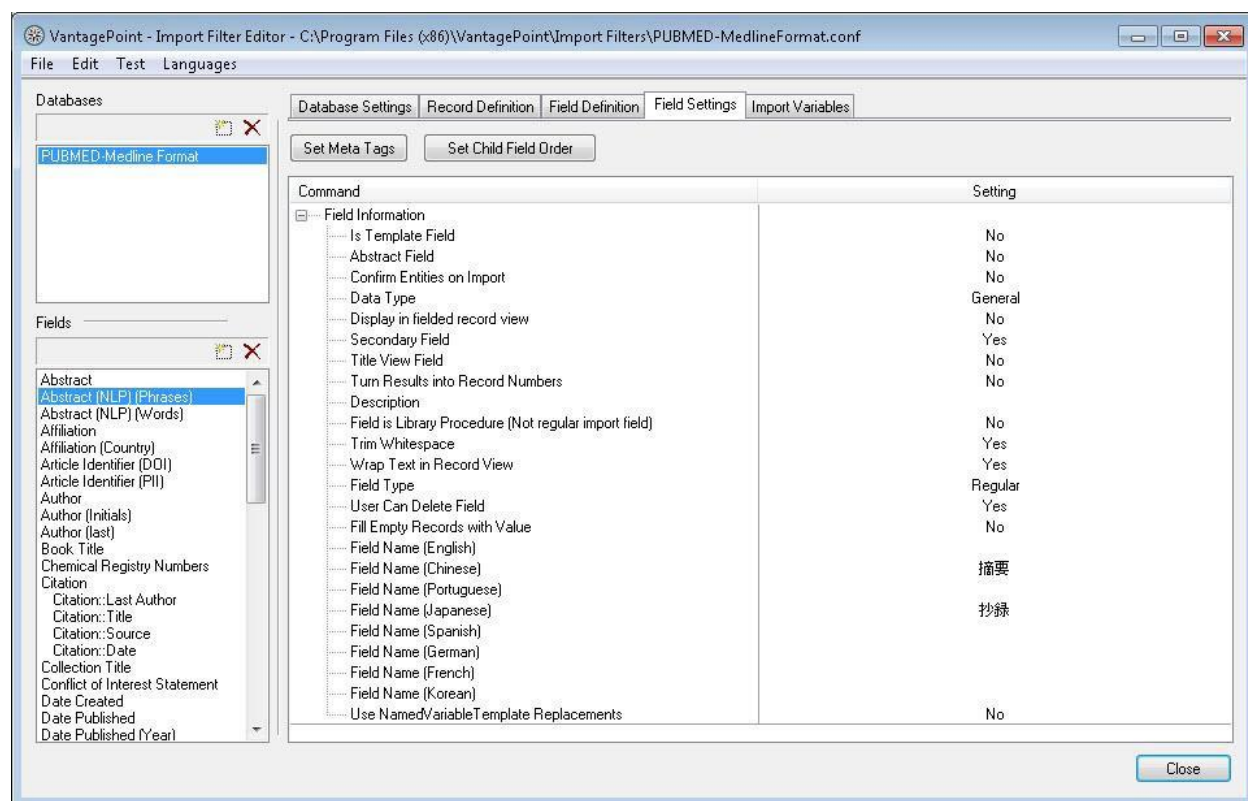 VantagePoint - Import Filter Editor - C:\Program Files (x86)\VantagePoint\Import Filters\PUBMED-MedlineFormat.conf
File Edit Test Languages
Databases
PUBMED-Medline Format
Fields
Abstract
Abstract (NLP) (Phrases)
Abstract (NLP) (Words)
Affiliation
Affiliation (Country)
Article Identifier (DOI)
Article Identifier (PII)
Author
Author (Initials)
Author (last)
Book Title
Chemical Registry Numbers
Citation
Citation::Last Author
Citation::Title
Citation::Source
Citation::Date
Collection Title
Conflict of Interest Statement
Date Created
Date Published
Date Published (Year)
Database Settings Record Definition Field Definition Field Settings Import Variables
Set Meta Tags Set Child Field Order
Command Setting
Field Information
Is Template Field No
Abstract Field No
Confirm Entities on Import No
Data Type General
Display in fielded record view No
Secondary Field Yes
Title View Field No
Turn Results into Record Numbers No
Description
Field is Library Procedure (Not regular import field) No
Trim Whitespace Yes
Wrap Text in Record View Yes
Field Type Regular
User Can Delete Field Yes
Fill Empty Records with Value No
Field Name (English)
Field Name (Chinese) 摘要
Field Name (Portuguese)
Field Name (Japanese) 抄録
Field Name (Spanish)
Field Name (German)
Field Name (French)
Field Name (Korean)
Use NamedVariableTemplate Replacements No
Close